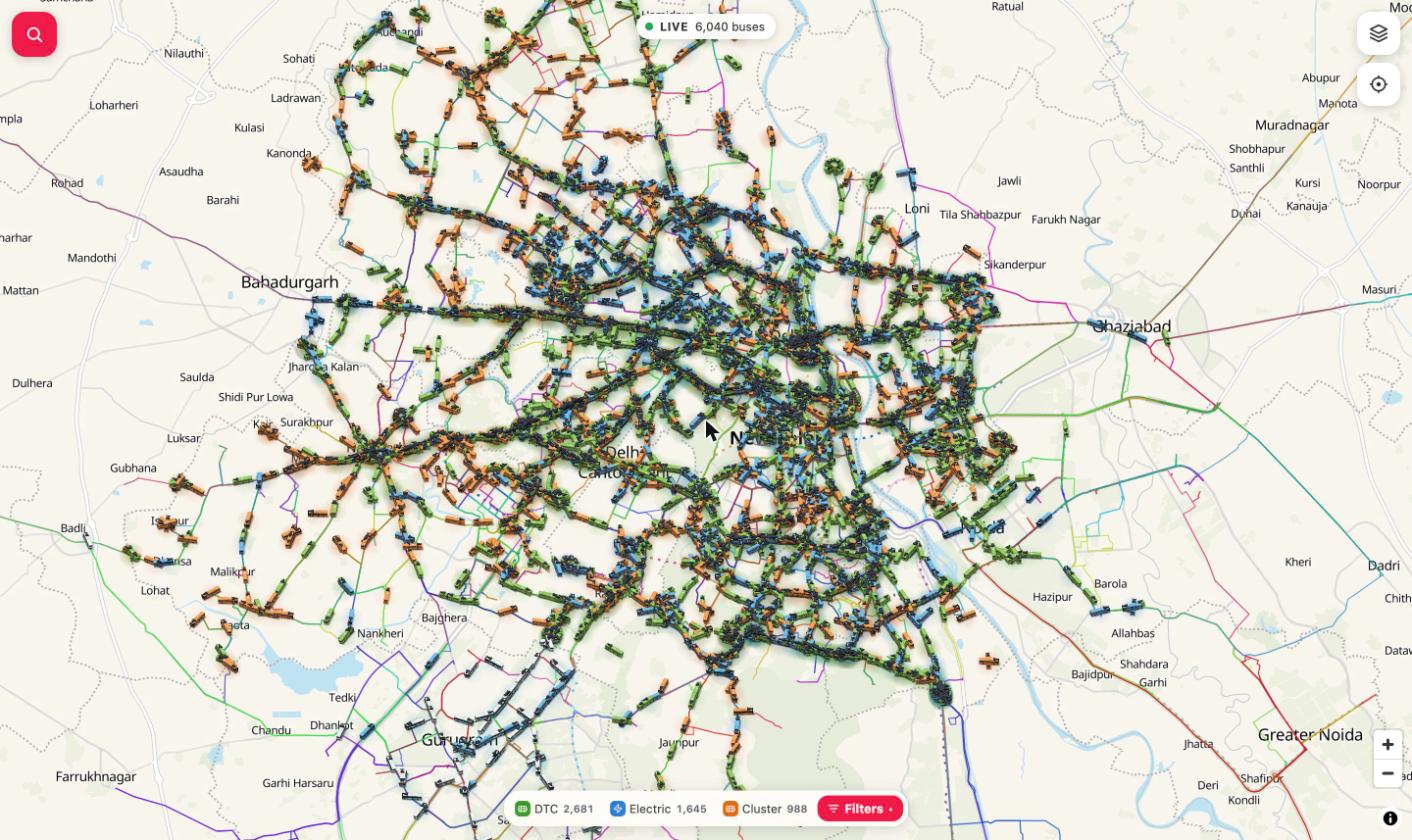 Ratual
LIVE 6,040 buses
Nilauthi
Sohati
Loharheri
Ladrawan
Abupur
Manota
Kulasi
Muradnagar
Kanonda
Shobhapur
Asaudha
Santhli
Rohad
Jawli
Kursi
Noorpur
Barahi
Loni
Tila Shahbazpur
Farukh Nagar
Duhai
Kanauja
Mandothi
Sikanderpur
Bahadurgarh
Mattan
Masuri
Ghaziabad
Dulhera
Saulda
Shidi Pur Lowa
Surakhpur
Luksar
Gubhana
Badli
Malikpur
Lohat
Kheri
Dadri
Barola
Hazipur
Bajghera
Nankheri
Allahbas
Shahdara
Garhi
Bajidpur
Tedki
Dhankot
Chandu
Jaunpur
Jhatta
Greater Noida
Farrukhnagar
Garhi Harsaru
Deri
Shafipur
Kondli
DTC 2,681
Electric 1,645
Cluster 988
Filters